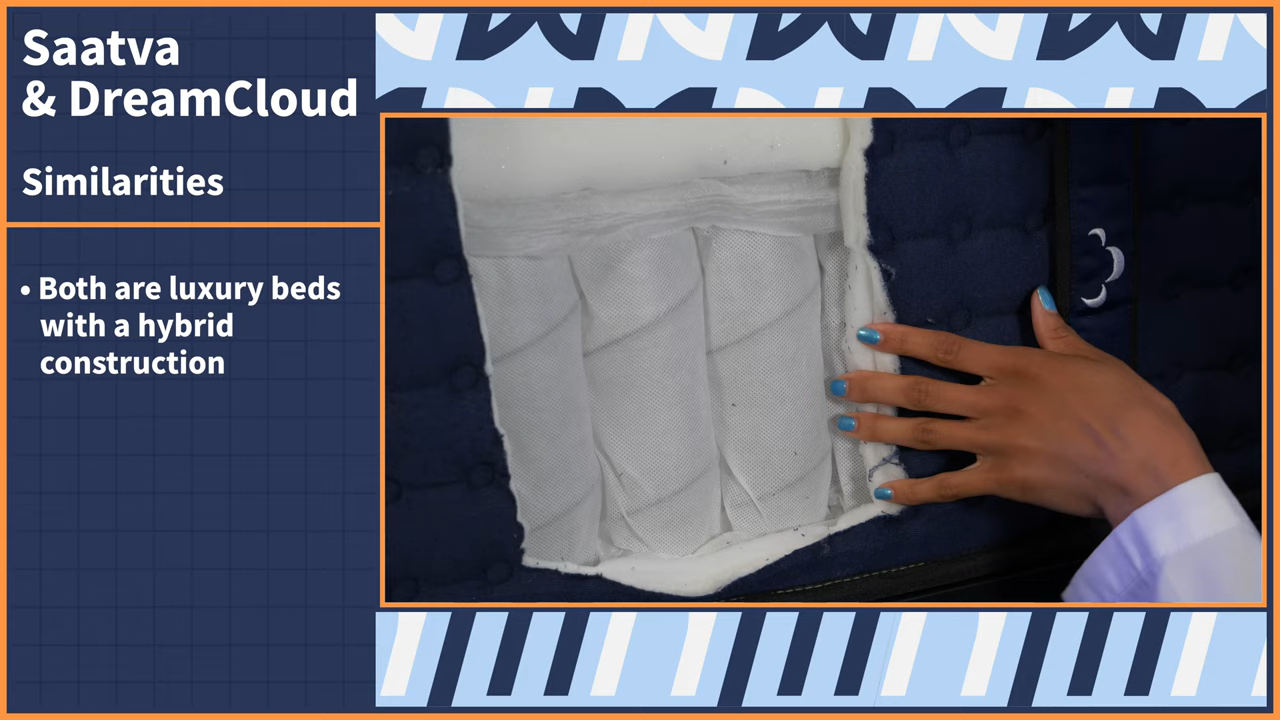 Saatva
& DreamCloud
Similarities
• Both are luxury beds
with a hybrid
construction